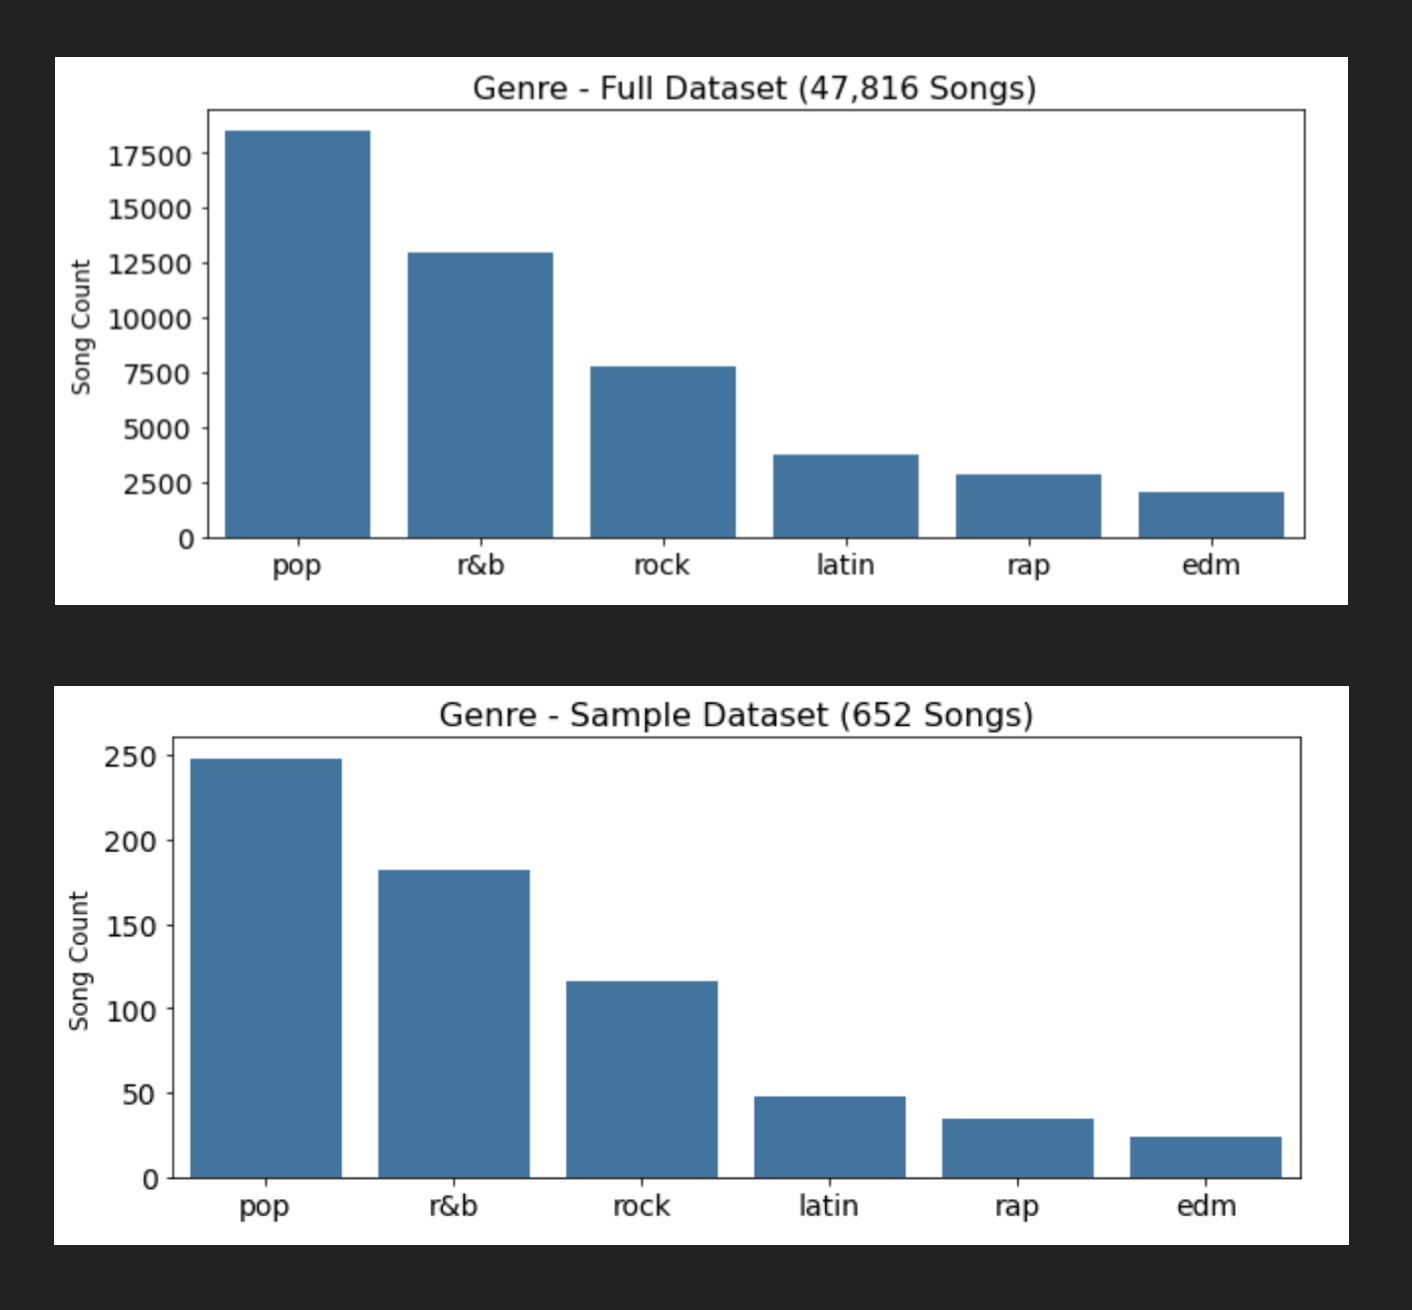 Genre - Full Dataset (47,816 Songs)
Song Count
17500
15000
12500
10000
7500
5000
2500
0
pop r&b rock latin rap edm
Genre - Sample Dataset (652 Songs)
Song Count
250
200
150
100
50
0
pop r&b rock latin rap edm